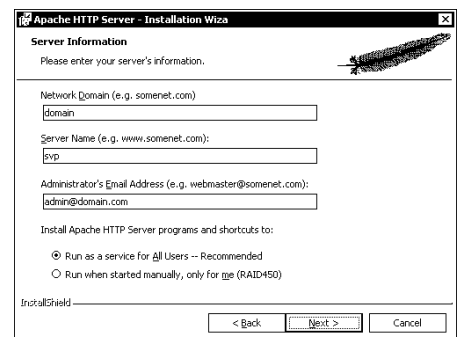 Apache HTTP Server - Installation Wiza
Server Information
Please enter your server's information.
Network Domain (e.g. somenet.com)
domain
Server Name (e.g. www.somenet.com):
svp
Administrator's Email Address (e.g. webmaster@somenet.com):
admin@domain.com
Install Apache HTTP Server programs and shortcuts to:
Run as a service for All Users -- Recommended
Run when started manually, only for me (RAID450)
InstallShield
< Back Next > Cancel